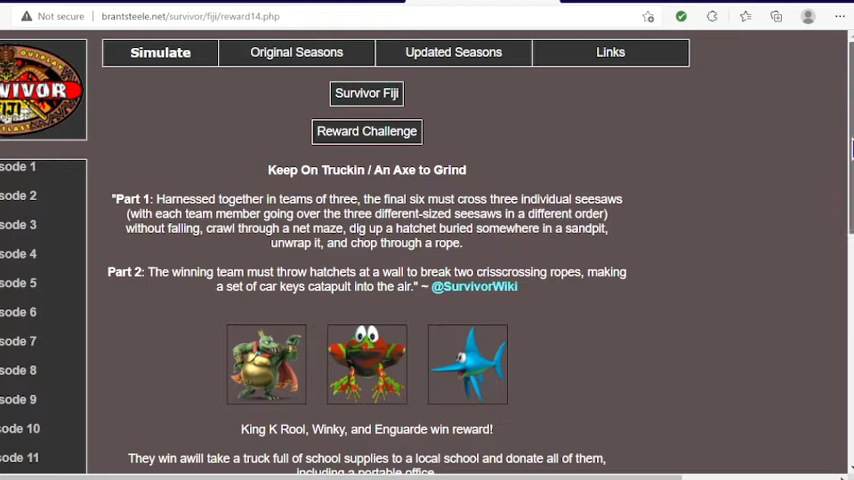 Not secure | brantsteele.net/survivor/fiji/reward14.php
Simulate Original Seasons Updated Seasons Links
Survivor Fiji
Reward Challenge
Keep On Truckin / An Axe to Grind
"Part 1: Harnessed together in teams of three, the final six must cross three individual seesaws
(with each team member going over the three different-sized seesaws in a different order)
without falling, crawl through a net maze, dig up a hatchet buried somewhere in a sandpit,
unwrap it, and chop through a rope.
Part 2: The winning team must throw hatchets at a wall to break two crisscrossing ropes, making
a set of car keys catapult into the air." ~ @SurvivorWiki
King K Rool, Winky, and Enguarde win reward!
They win awill take a truck full of school supplies to a local school and donate all of them,
including a portable office.
RVIVOR
FIJI
sode 1
sode 2
sode 3
sode 4
sode 5
sode 6
sode 7
sode 8
sode 9
sode 10
sode 11